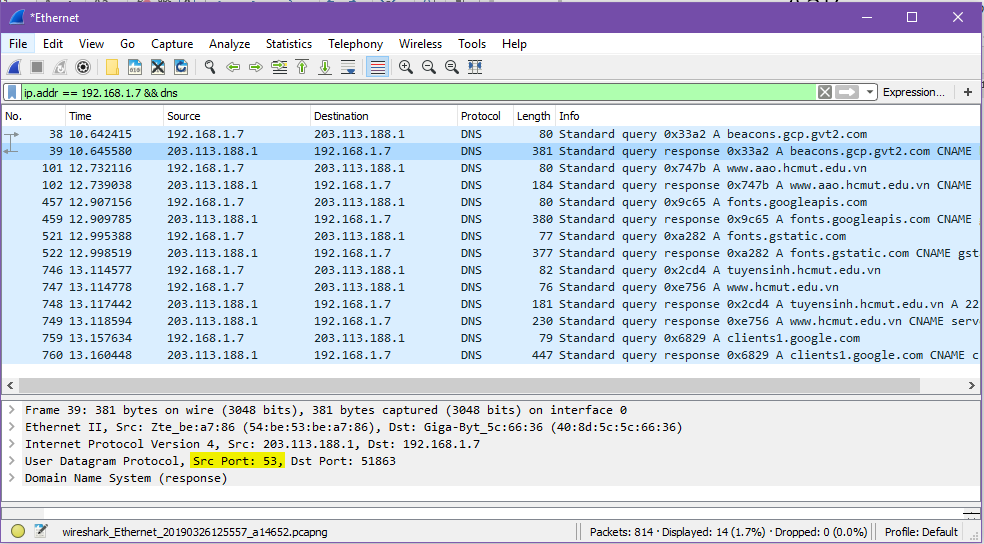 *Ethernet
File Edit View Go Capture Analyze Statistics Telephony Wireless Tools Help
ip.addr == 192.168.1.7 && dns Expression... +
No. Time Source Destination Protocol Length Info
38 10.642415 192.168.1.7 203.113.188.1 DNS 80 Standard query 0x33a2 A beacons.gcp.gvt2.com
39 10.645580 203.113.188.1 192.168.1.7 DNS 381 Standard query response 0x33a2 A beacons.gcp.gvt2.com CNAME
101 12.732116 192.168.1.7 203.113.188.1 DNS 80 Standard query 0x747b A www.aao.hcmut.edu.vn
102 12.739038 203.113.188.1 192.168.1.7 DNS 184 Standard query response 0x747b A www.aao.hcmut.edu.vn CNAME
457 12.907156 192.168.1.7 203.113.188.1 DNS 80 Standard query 0x9c65 A fonts.googleapis.com
459 12.909785 203.113.188.1 192.168.1.7 DNS 380 Standard query response 0x9c65 A fonts.googleapis.com CNAME
521 12.995388 192.168.1.7 203.113.188.1 DNS 77 Standard query 0xa282 A fonts.gstatic.com
522 12.998519 203.113.188.1 192.168.1.7 DNS 377 Standard query response 0xa282 A fonts.gstatic.com CNAME gst
746 13.114577 192.168.1.7 203.113.188.1 DNS 82 Standard query 0x2cd4 A tuyensinh.hcmut.edu.vn
747 13.114778 192.168.1.7 203.113.188.1 DNS 76 Standard query 0xe756 A www.hcmut.edu.vn
748 13.117442 203.113.188.1 192.168.1.7 DNS 181 Standard query response 0x2cd4 A tuyensinh.hcmut.edu.vn A 22
749 13.118594 203.113.188.1 192.168.1.7 DNS 230 Standard query response 0xe756 A www.hcmut.edu.vn CNAME serv
759 13.157634 192.168.1.7 203.113.188.1 DNS 79 Standard query 0x6829 A clients1.google.com
760 13.160448 203.113.188.1 192.168.1.7 DNS 447 Standard query response 0x6829 A clients1.google.com CNAME c
Frame 39: 381 bytes on wire (3048 bits), 381 bytes captured (3048 bits) on interface 0
Ethernet II, Src: Zte_be:a7:86 (54:be:53:be:a7:86), Dst: Giga-Byt_5c:66:36 (40:8d:5c:5c:66:36)
Internet Protocol Version 4, Src: 203.113.188.1, Dst: 192.168.1.7
User Datagram Protocol, Src Port: 53, Dst Port: 51863
Domain Name System (response)
wireshark_Ethernet_20190326125557_a14652.pcapng Packets: 814 · Displayed: 14 (1.7%) · Dropped: 0 (0.0%) Profile: Default